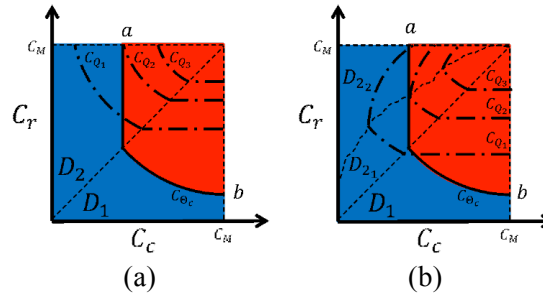 a
C_M C_{Q_1} C_{Q_2} C_{Q_3}
C_r
D_2
D_1
C_{Θ_c}
b
C_c
C_M
(a)
a
C_M
D_{2_2}
C_{Q_3}
C_{Q_2}
C_r
C_{Q_1}
D_{2_1}
D_1
C_{Θ_c}
b
C_c
C_M
(b)